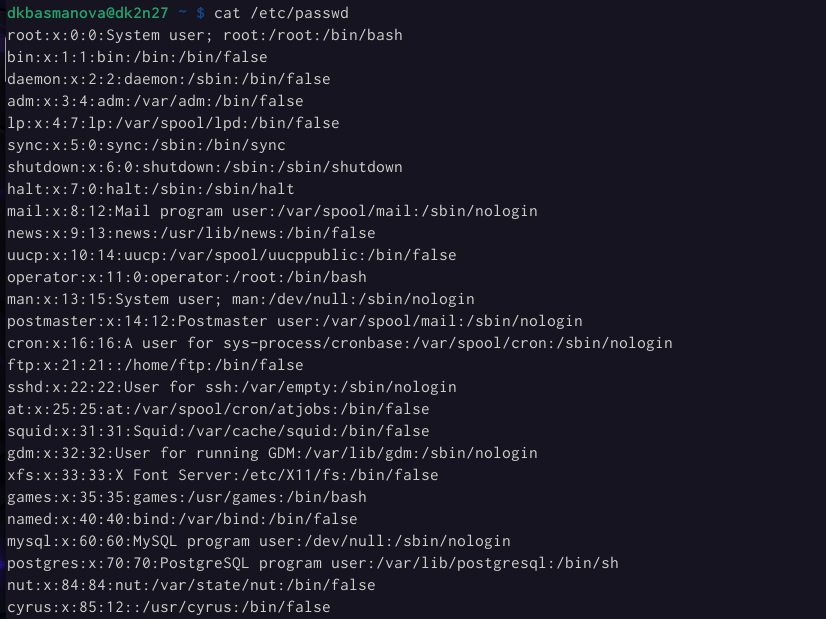 dkbasmanova@dk2n27 ~ $ cat /etc/passwd
root:x:0:0:System user; root:/root:/bin/bash
bin:x:1:1:bin:/bin:/bin/false
daemon:x:2:2:daemon:/sbin:/bin/false
adm:x:3:4:adm:/var/adm:/bin/false
lp:x:4:7:lp:/var/spool/lpd:/bin/false
sync:x:5:0:sync:/sbin:/bin/sync
shutdown:x:6:0:shutdown:/sbin:/sbin/shutdown
halt:x:7:0:halt:/sbin:/sbin/halt
mail:x:8:12:Mail program user:/var/spool/mail:/sbin/nologin
news:x:9:13:news:/usr/lib/news:/bin/false
uucp:x:10:14:uucp:/var/spool/uucppublic:/bin/false
operator:x:11:0:operator:/root:/bin/bash
man:x:13:15:System user; man:/dev/null:/sbin/nologin
postmaster:x:14:12:Postmaster user:/var/spool/mail:/sbin/nologin
cron:x:16:16:A user for sys-process/cronbase:/var/spool/cron:/sbin/nologin
ftp:x:21:21::/home/ftp:/bin/false
sshd:x:22:22:User for ssh:/var/empty:/sbin/nologin
at:x:25:25:at:/var/spool/cron/atjobs:/bin/false
squid:x:31:31:Squid:/var/cache/squid:/bin/false
gdm:x:32:32:User for running GDM:/var/lib/gdm:/sbin/nologin
xfs:x:33:33:X Font Server:/etc/X11/fs:/bin/false
games:x:35:35:games:/usr/games:/bin/bash
named:x:40:40:bind:/var/bind:/bin/false
mysql:x:60:60:MySQL program user:/dev/null:/sbin/nologin
postgres:x:70:70:PostgreSQL program user:/var/lib/postgresql:/bin/sh
nut:x:84:84:nut:/var/state/nut:/bin/false
cyrus:x:85:12::/usr/cyrus:/bin/false